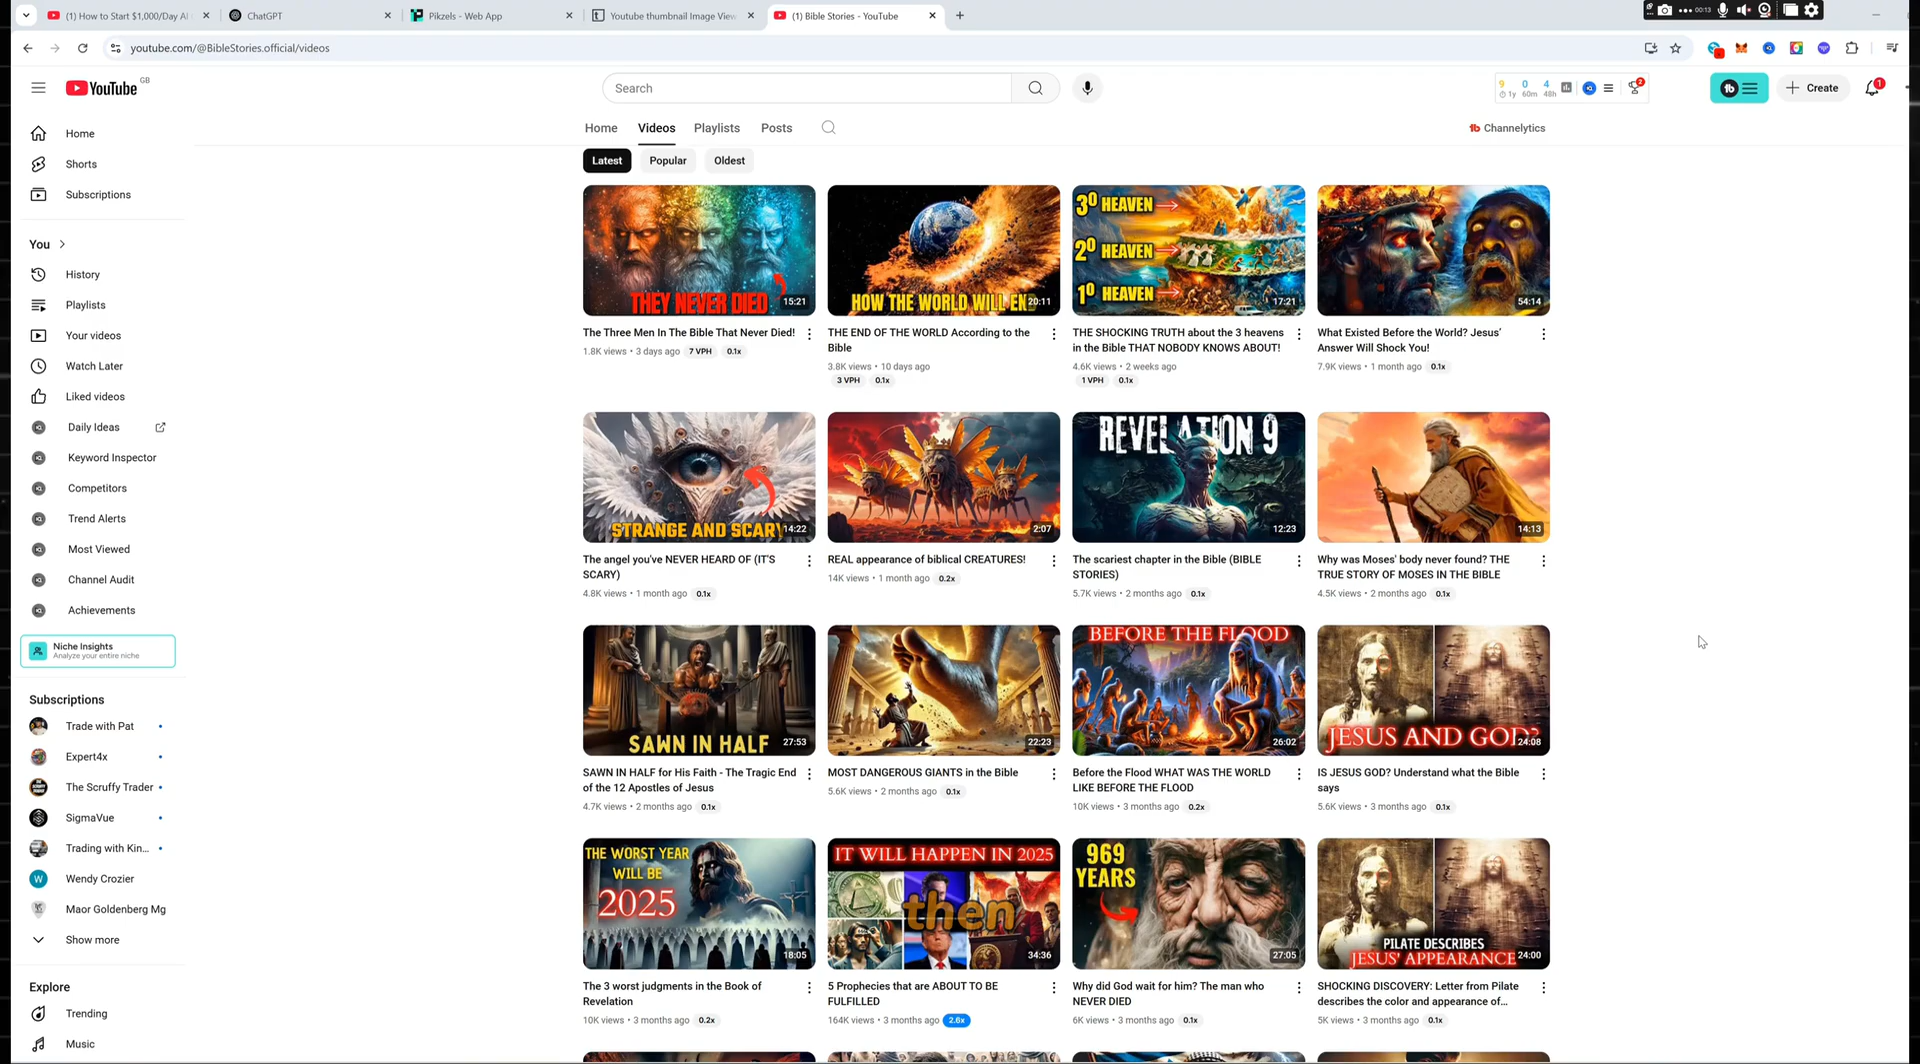 (1) How to Start $1,000/Day AI
ChatGPT
Pikzels - Web App
Youtube thumbnail Image View
(1) Bible Stories - YouTube
00:13
youtube.com/@BibleStories.official/videos
YouTube
GB
Search
9 0 4
1y 60m 48h
2
Create
1
Home
Shorts
Subscriptions
You
History
Playlists
Your videos
Watch Later
Liked videos
Daily Ideas
Keyword Inspector
Competitors
Trend Alerts
Most Viewed
Channel Audit
Achievements
Niche Insights
Analyze your entire niche
Subscriptions
Trade with Pat
Expert4x
The Scruffy Trader
SigmaVue
Trading with Kin...
W
Wendy Crozier
Maor Goldenberg Mg
Show more
Explore
Trending
Music
Home
Videos
Playlists
Posts
Channelytics
Latest
Popular
Oldest
THEY NEVER DIED
15:21
HOW THE WORLD WILL EN
20:11
3º HEAVEN
2º HEAVEN
1º HEAVEN
17:21
54:14
The Three Men In The Bible That Never Died!
1.8K views • 3 days ago 7 VPH 0.1x
THE END OF THE WORLD According to the
Bible
3.8K views • 10 days ago
3 VPH 0.1x
THE SHOCKING TRUTH about the 3 heavens
in the Bible THAT NOBODY KNOWS ABOUT!
4.6K views • 2 weeks ago
1 VPH 0.1x
What Existed Before the World? Jesus'
Answer Will Shock You!
7.9K views • 1 month ago 0.1x
STRANGE AND SCARY
14:22
2:07
REVELATION 9
12:23
14:13
The angel you've NEVER HEARD OF (IT'S
SCARY)
4.8K views • 1 month ago 0.1x
REAL appearance of biblical CREATURES!
14K views • 1 month ago 0.2x
The scariest chapter in the Bible (BIBLE
STORIES)
5.7K views • 2 months ago 0.1x
Why was Moses' body never found? THE
TRUE STORY OF MOSES IN THE BIBLE
4.5K views • 2 months ago 0.1x
SAWN IN HALF
27:53
22:23
BEFORE THE FLOOD
26:02
JESUS AND GOD?
24:08
SAWN IN HALF for His Faith - The Tragic End
of the 12 Apostles of Jesus
4.7K views • 2 months ago 0.1x
MOST DANGEROUS GIANTS in the Bible
5.6K views • 2 months ago 0.1x
Before the Flood WHAT WAS THE WORLD
LIKE BEFORE THE FLOOD
10K views • 3 months ago 0.2x
IS JESUS GOD? Understand what the Bible
says
5.6K views • 3 months ago 0.1x
THE WORST YEAR
WILL BE
2025
18:05
IT WILL HAPPEN IN 2025
then
34:36
969
YEARS
27:05
PILATE DESCRIBES
JESUS' APPEARANCE
24:00
The 3 worst judgments in the Book of
Revelation
10K views • 3 months ago 0.2x
5 Prophecies that are ABOUT TO BE
FULFILLED
164K views • 3 months ago 2.6x
Why did God wait for him? The man who
NEVER DIED
6K views • 3 months ago 0.1x
SHOCKING DISCOVERY: Letter from Pilate
describes the color and appearance of...
5K views • 3 months ago 0.1x